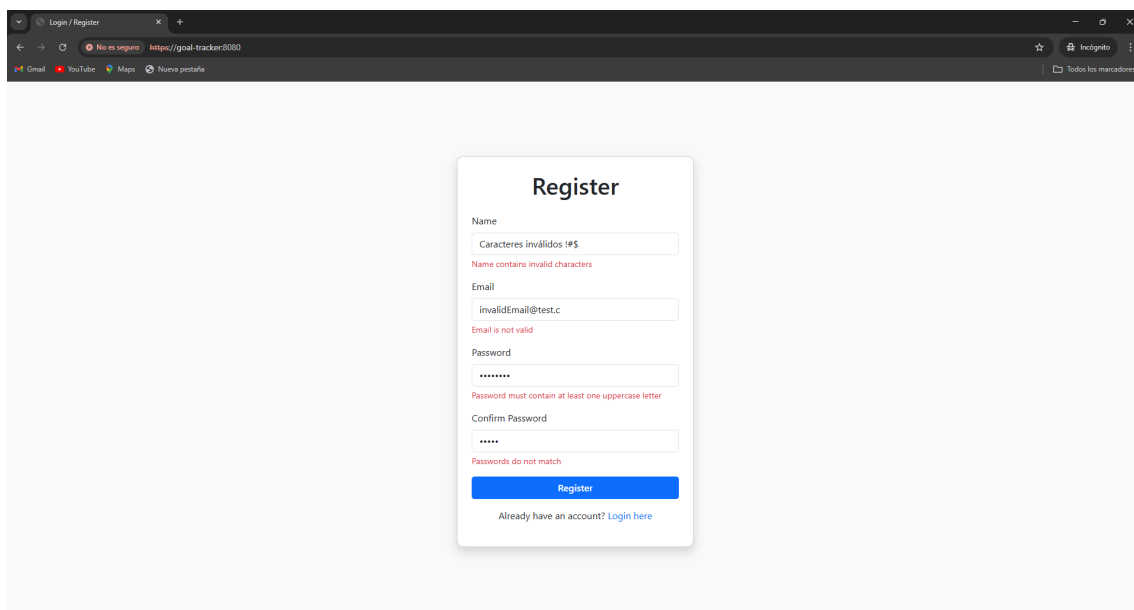 Login / Register
No es seguro https://goal-tracker:8080
Incógnito
Gmail YouTube Maps Nueva pestaña
Todos los marcadores
Register
Name
Caracteres inválidos !#$
Name contains invalid characters
Email
invalidEmail@test.c
Email is not valid
Password
••••••••
Password must contain at least one uppercase letter
Confirm Password
•••••
Passwords do not match
Register
Already have an account? Login here